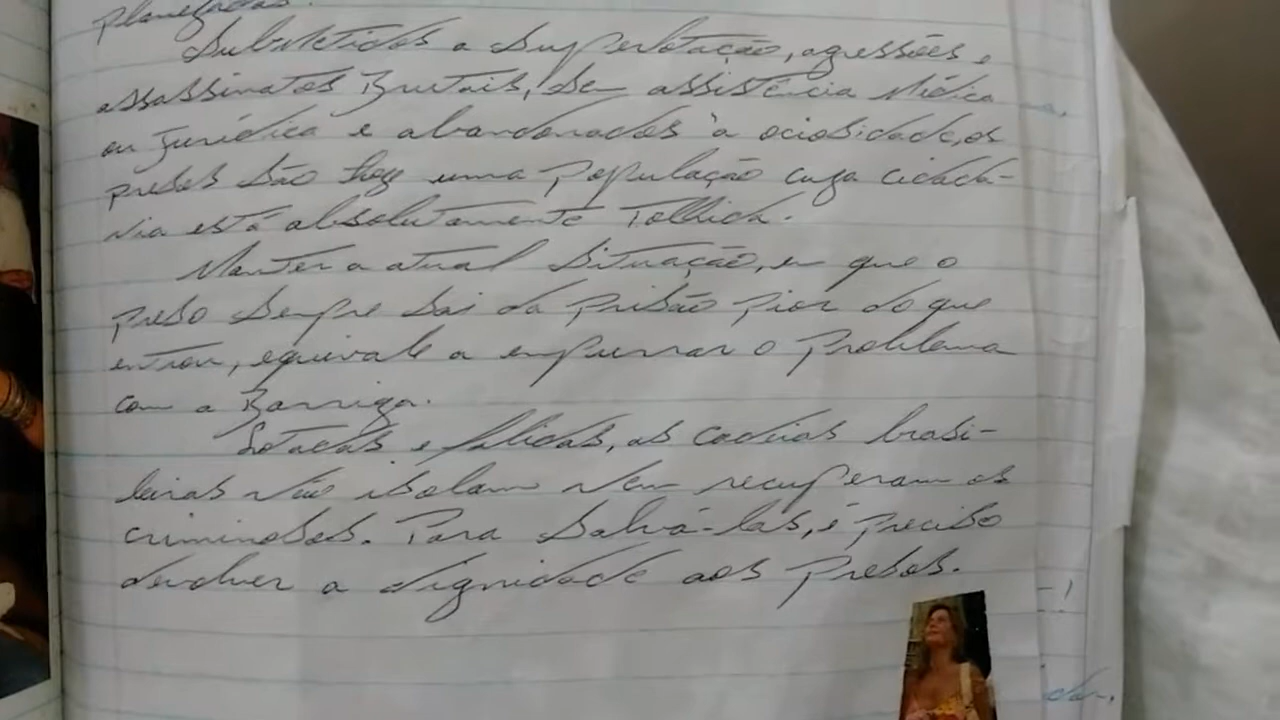 planejadas.
Submetidos a superlotação, agressões e
assassinatos Brutais, sem assistência Médica
ou Jurídica e abandonados à ociosidade, os
presos são hoje uma população cuja cidada-
nia está absolutamente Tolhida.
Manter a atual situação, em que o
preso sempre sai da prisão pior do que
entrou, equivale a empurrar o problema
com a Barriga.
Lotadas e falidas, as cadeias brasi-
leiras não isolam nem recuperam os
criminosos. Para salvá-las, é preciso
devolver a dignidade aos presos.